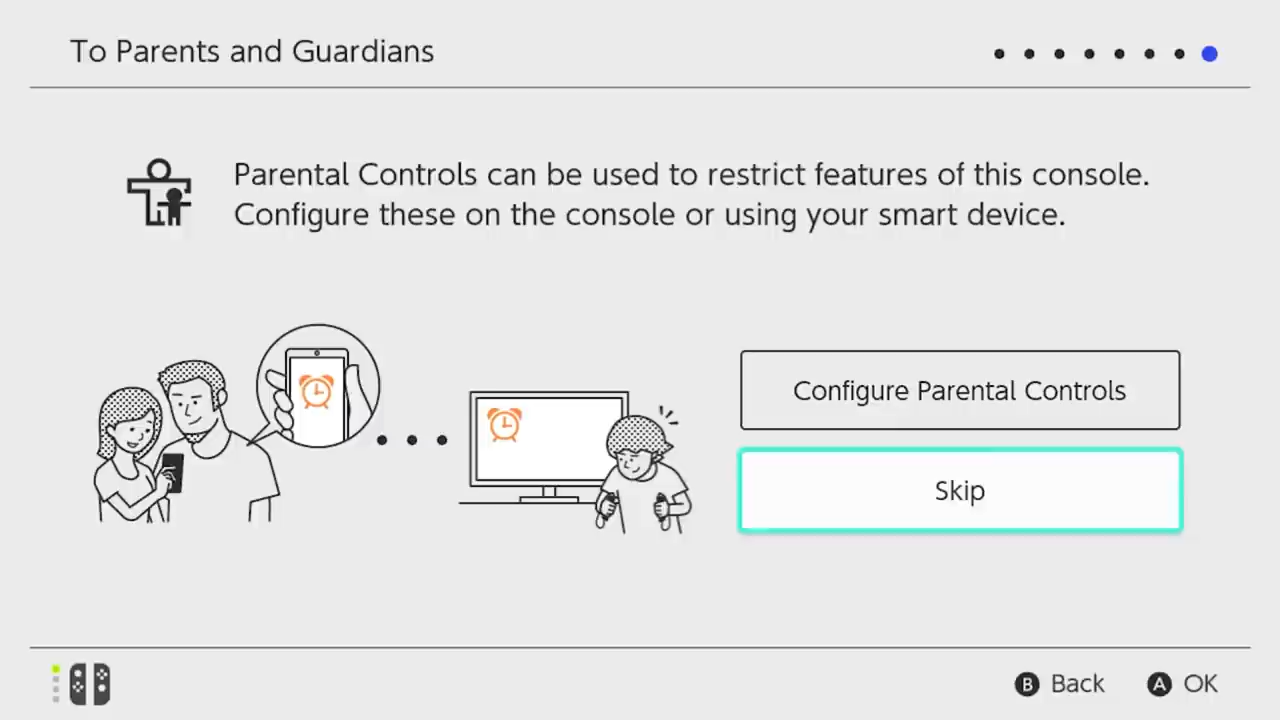 To Parents and Guardians
Parental Controls can be used to restrict features of this console.
Configure these on the console or using your smart device.
Configure Parental Controls
Skip
B Back A OK